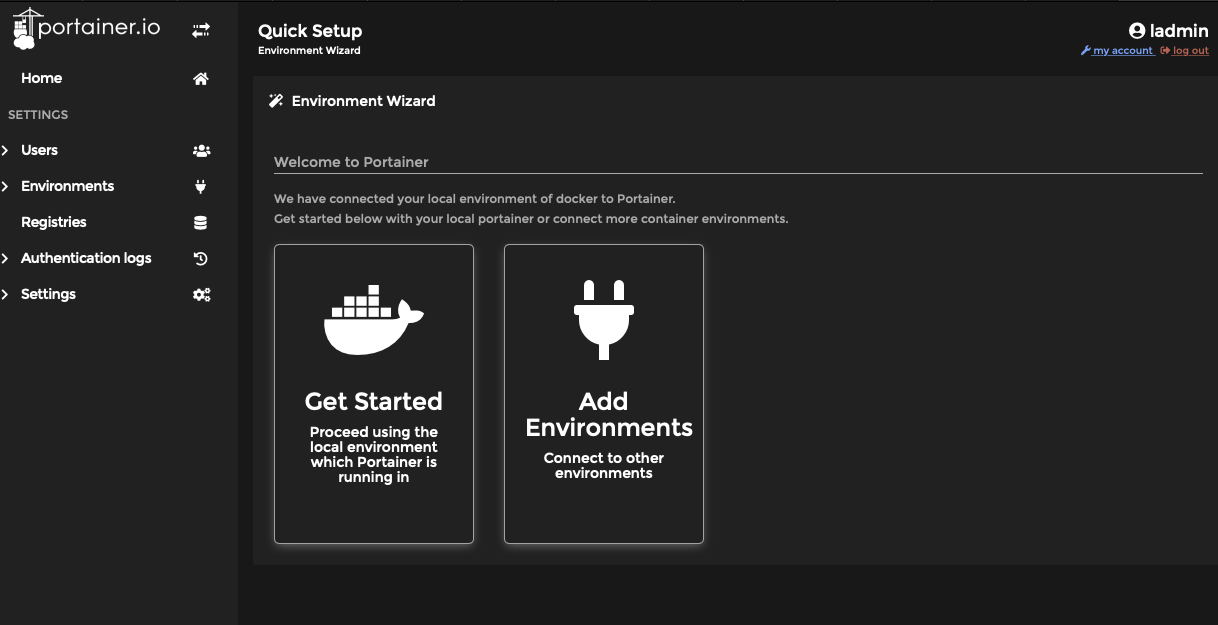 portainer.io
Home
SETTINGS
Users
Environments
Registries
Authentication logs
Settings
Quick Setup
Environment Wizard
ladmin
my account log out
Environment Wizard
Welcome to Portainer
We have connected your local environment of docker to Portainer.
Get started below with your local portainer or connect more container environments.
Get Started
Proceed using the
local environment
which Portainer is
running in
Add
Environments
Connect to other
environments